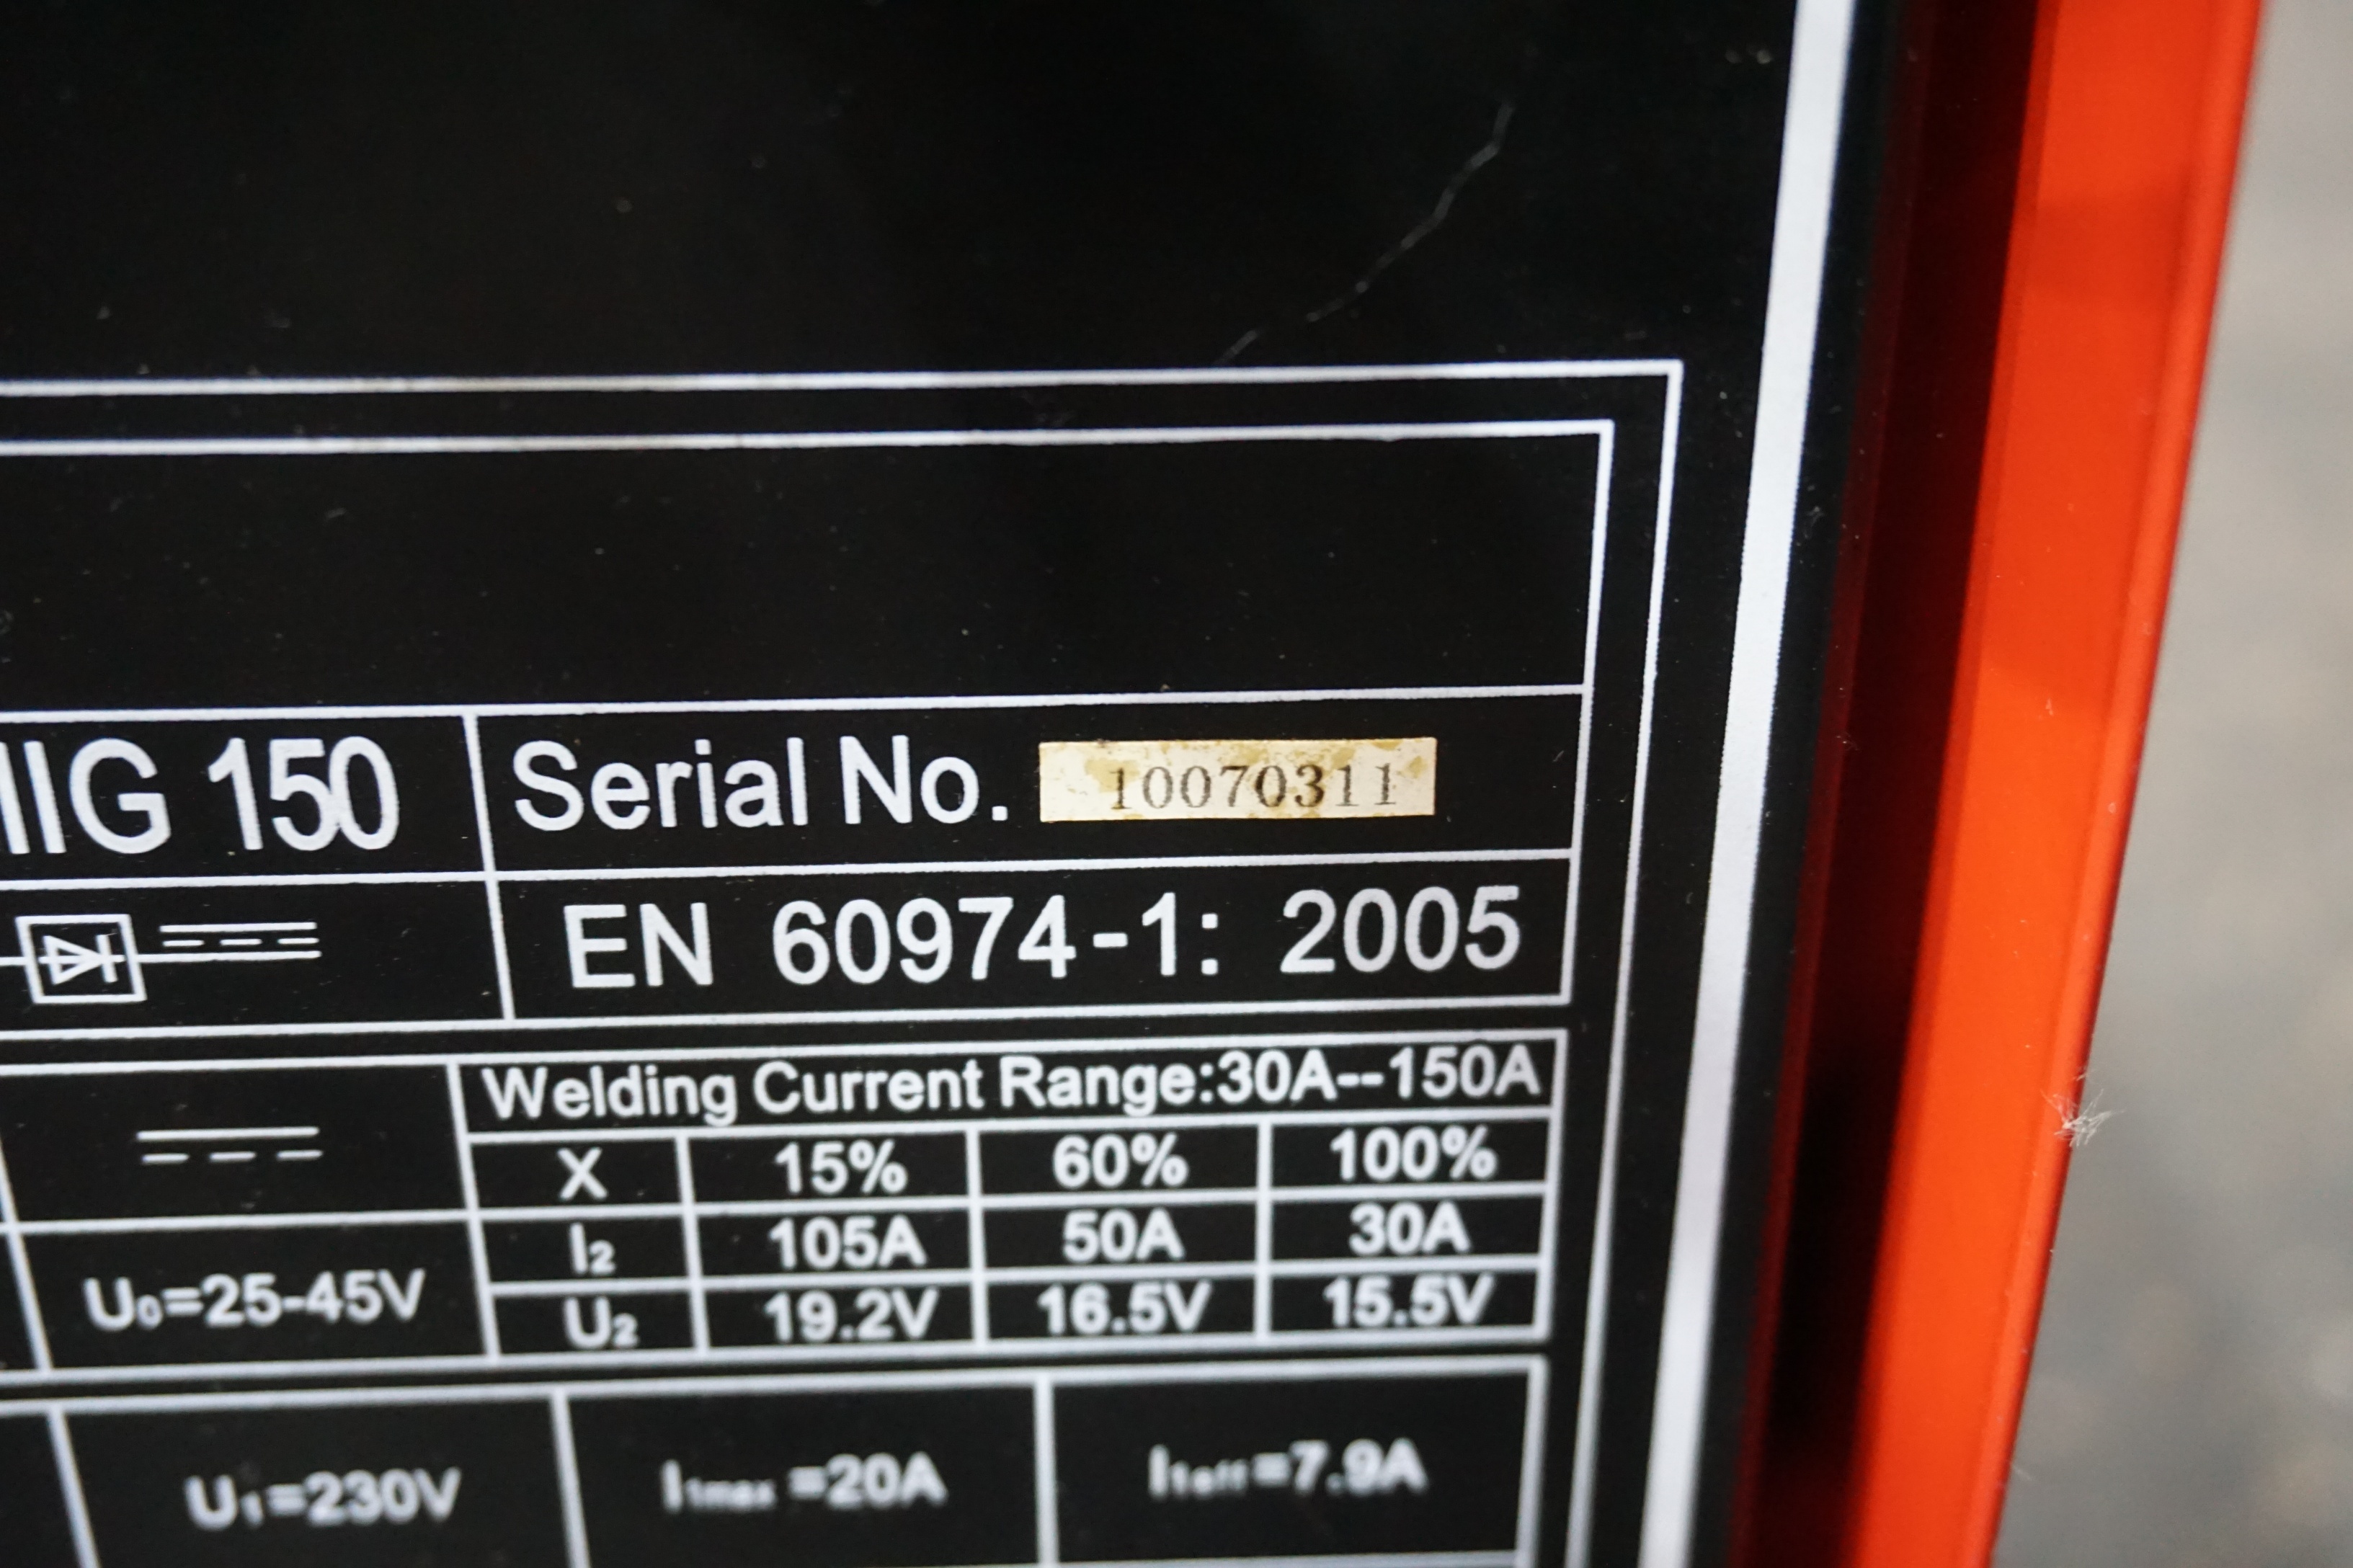 IIG 150
Serial No. 10070311
EN 60974-1: 2005
Welding Current Range:30A--150A
X 15% 60% 100%
I₂ 105A 50A 30A
U₀=25-45V
U₂ 19.2V 16.5V 15.5V
U₁=230V I₁max =20A I₁eff=7.9A